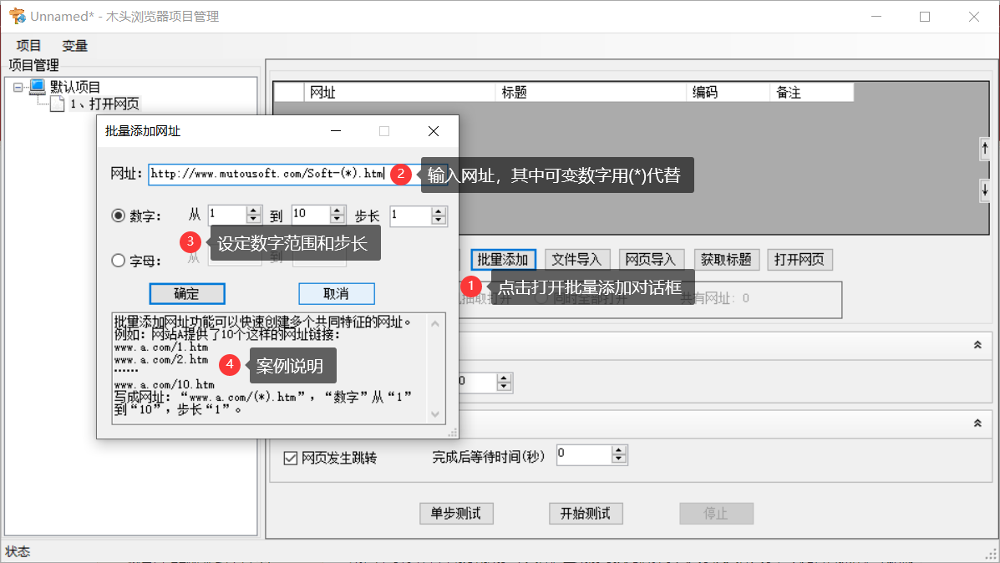 Unnamed* - 木头浏览器项目管理
项目 变量
项目管理
默认项目
1、打开网页
网址 标题 编码 备注
批量添加网址
网址: http://www.mutousoft.com/Soft-(*).htm
2 输入网址，其中可变数字用(*)代替
数字: 从 1 到 10 步长 1
3 设定数字范围和步长
字母: 从 到
确定 取消
批量添加 文件导入 网页导入 获取标题 打开网页
1 点击打开批量添加对话框
抽取打开 同时全部打开 共有网址: 0
批量添加网址功能可以快速创建多个共同特征的网址。
例如：网站A提供了10个这样的网址链接：
www.a.com/1.htm
www.a.com/2.htm
······
www.a.com/10.htm
写成网址：“www.a.com/(*).htm”，“数字”从“1”
到“10”，步长“1”。
4 案例说明
0
网页发生跳转 完成后等待时间(秒) 0
单步测试 开始测试 停止
状态